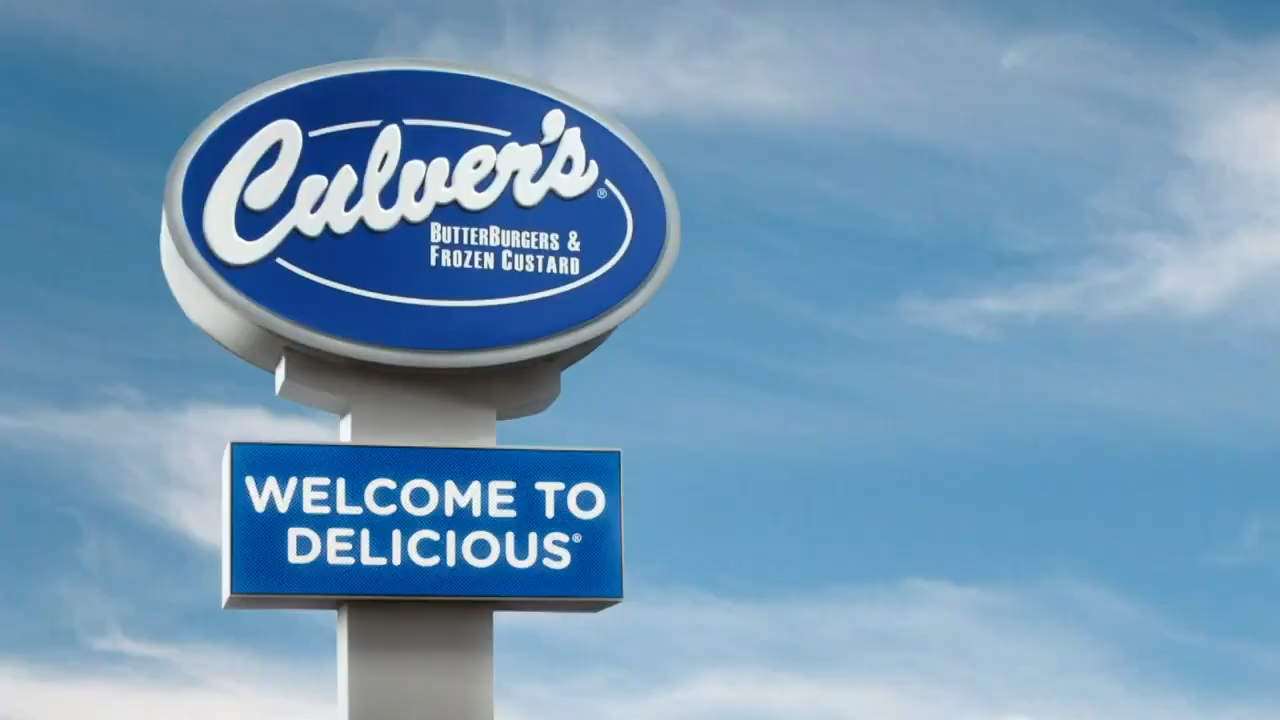 Culver's®
ButterBurgers &
Frozen Custard
WELCOME TO
DELICIOUS®